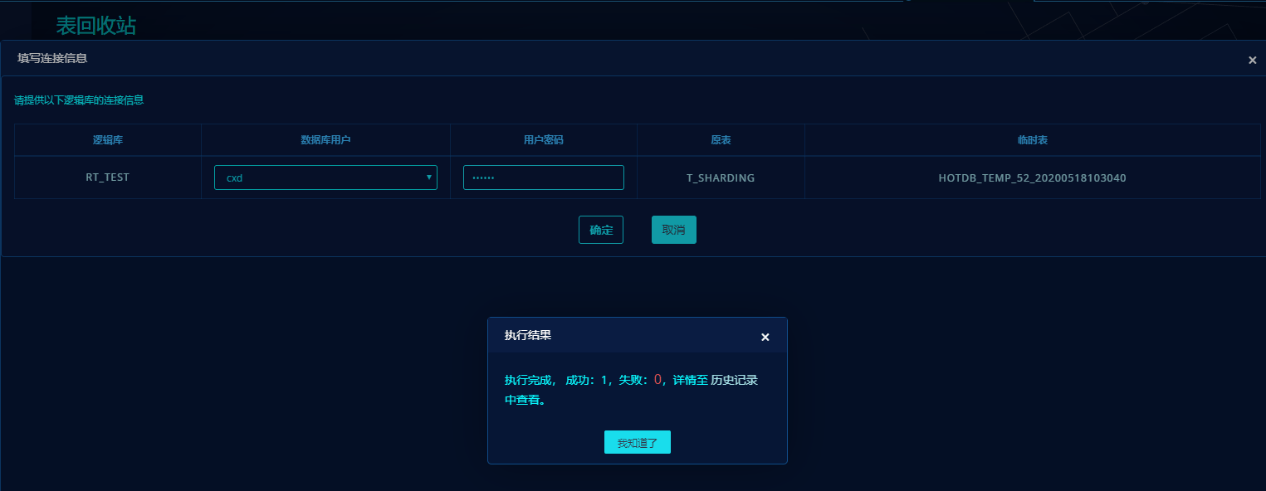 表回收站
填写连接信息
×
请提供以下逻辑库的连接信息
逻辑库 数据库用户 用户密码 原表 临时表
RT_TEST cxd ······ T_SHARDING HOTDB_TEMP_52_20200518103040
确定 取消
执行结果 ×
执行完成， 成功：1，失败：0，详情至 历史记录
中查看。
我知道了